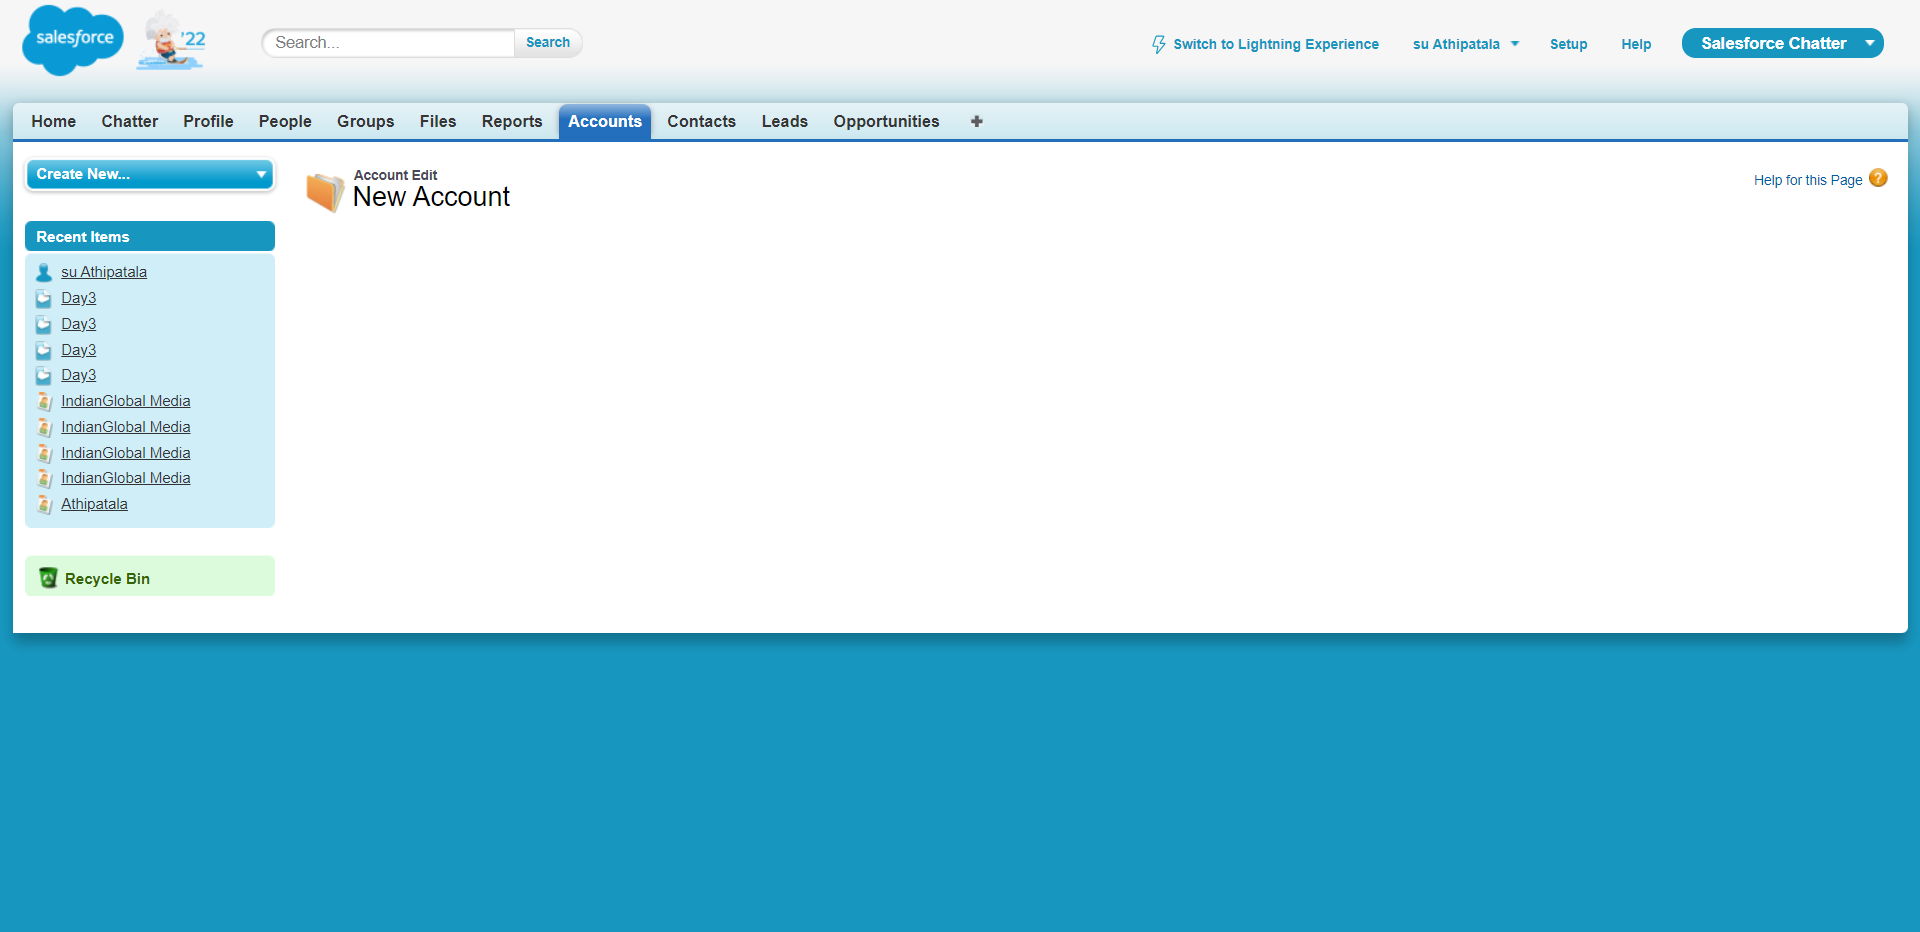 salesforce
'22
Search...
Search
Switch to Lightning Experience
su Athipatala
Setup
Help
Salesforce Chatter
Home
Chatter
Profile
People
Groups
Files
Reports
Accounts
Contacts
Leads
Opportunities
Create New...
Account Edit
New Account
Help for this Page
?
Recent Items
su Athipatala
Day3
Day3
Day3
Day3
IndianGlobal Media
IndianGlobal Media
IndianGlobal Media
IndianGlobal Media
Athipatala
Recycle Bin